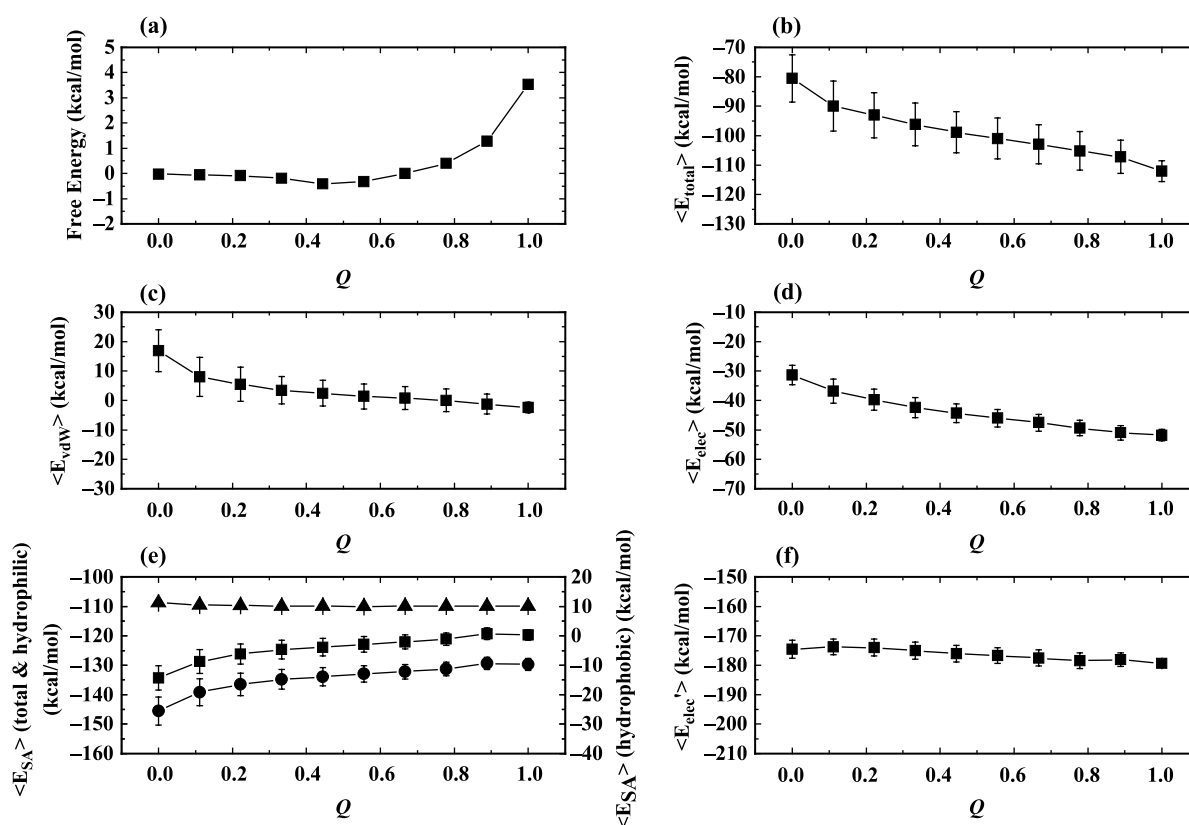 (a)
Free Energy (kcal/mol)
5
4
3
2
1
0
−1
−2
0.0 0.2 0.4 0.6 0.8 1.0
Q
(b)
<E_total> (kcal/mol)
−70
−80
−90
−100
−110
−120
−130
0.0 0.2 0.4 0.6 0.8 1.0
Q
(c)
<E_vdW> (kcal/mol)
30
20
10
0
−10
−20
−30
0.0 0.2 0.4 0.6 0.8 1.0
Q
(d)
<E_elec> (kcal/mol)
−10
−20
−30
−40
−50
−60
−70
0.0 0.2 0.4 0.6 0.8 1.0
Q
(e)
<E_SA> (total & hydrophilic)
(kcal/mol)
−100
−110
−120
−130
−140
−150
−160
0.0 0.2 0.4 0.6 0.8 1.0
Q
20
10
0
−10
−20
−30
−40
<E_SA> (hydrophobic) (kcal/mol)
(f)
<E_elec'> (kcal/mol)
−150
−160
−170
−180
−190
−200
−210
0.0 0.2 0.4 0.6 0.8 1.0
Q